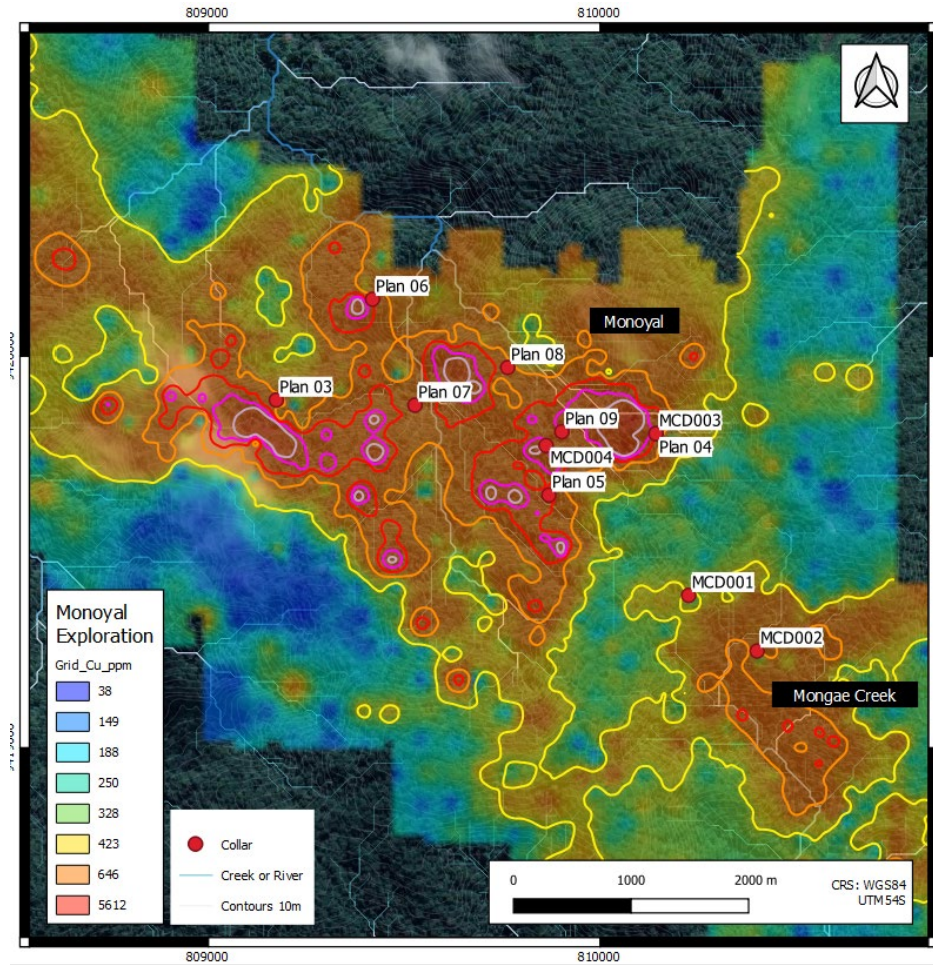 809000
810000
Plan 06
Monoyal
Plan 08
Plan 03
Plan 07
Plan 09
MCD003
Plan 04
MCD004
Plan 05
MCD001
MCD002
Mongae Creek
Monoyal
Exploration
Grid_Cu_ppm
38
149
188
250
328
423
646
5612
Collar
Creek or River
Contours 10m
0
1000
2000 m
CRS: WGS84
UTM54S
809000
810000